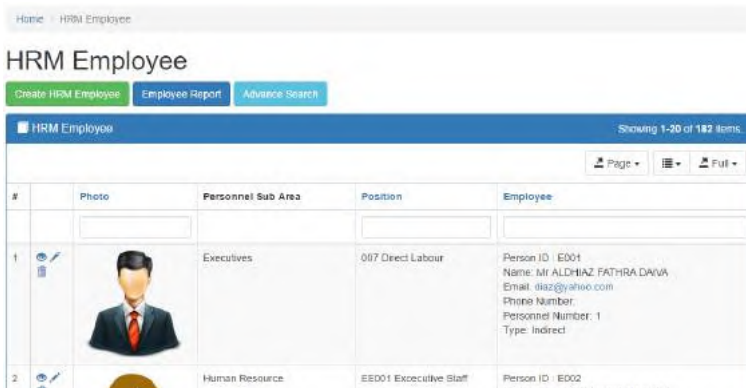 Home / HRM Employee
HRM Employee
Create HRM Employee Employee Report Advance Search
HRM Employee Showing 1-20 of 182 items.
Page Full
# Photo Personnel Sub Area Position Employee
1 Executives 007 Direct Labour Person ID : E001
Name: Mr ALDHIAZ FATHRA DAIVA
Email: diaz@yahoo.com
Phone Number:
Personnel Number: 1
Type: Indirect
2 Human Resource EE001 Excecutive Staff Person ID : E002